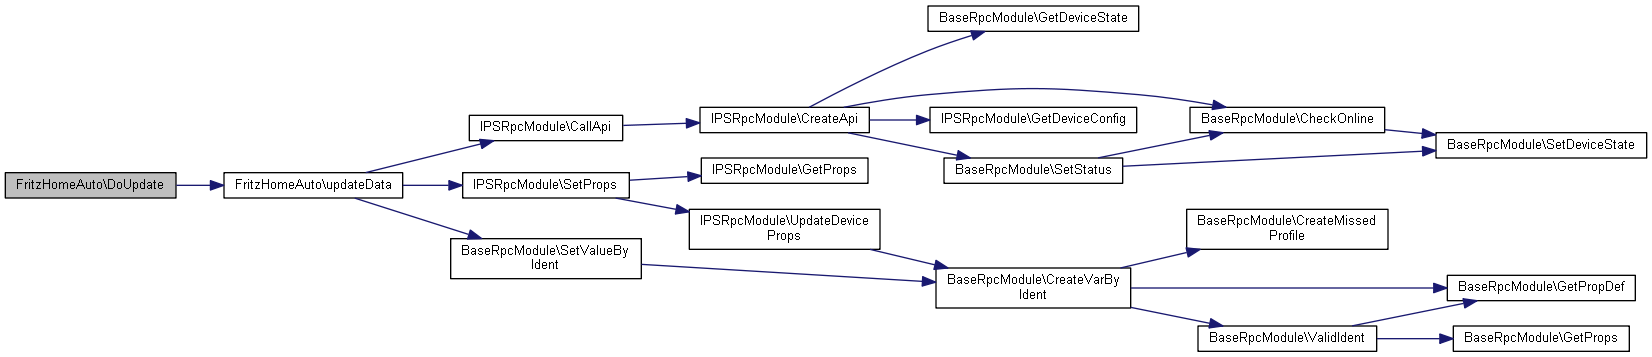 FritzHomeAuto\DoUpdate
FritzHomeAuto\updateData
IPSRpcModule\CallApi
IPSRpcModule\SetProps
BaseRpcModule\SetValueBy
Ident
IPSRpcModule\CreateApi
IPSRpcModule\GetProps
IPSRpcModule\UpdateDevice
Props
BaseRpcModule\GetDeviceState
IPSRpcModule\GetDeviceConfig
BaseRpcModule\SetStatus
BaseRpcModule\CreateVarBy
Ident
BaseRpcModule\CheckOnline
BaseRpcModule\CreateMissed
Profile
BaseRpcModule\ValidIdent
BaseRpcModule\SetDeviceState
BaseRpcModule\GetPropDef
BaseRpcModule\GetProps